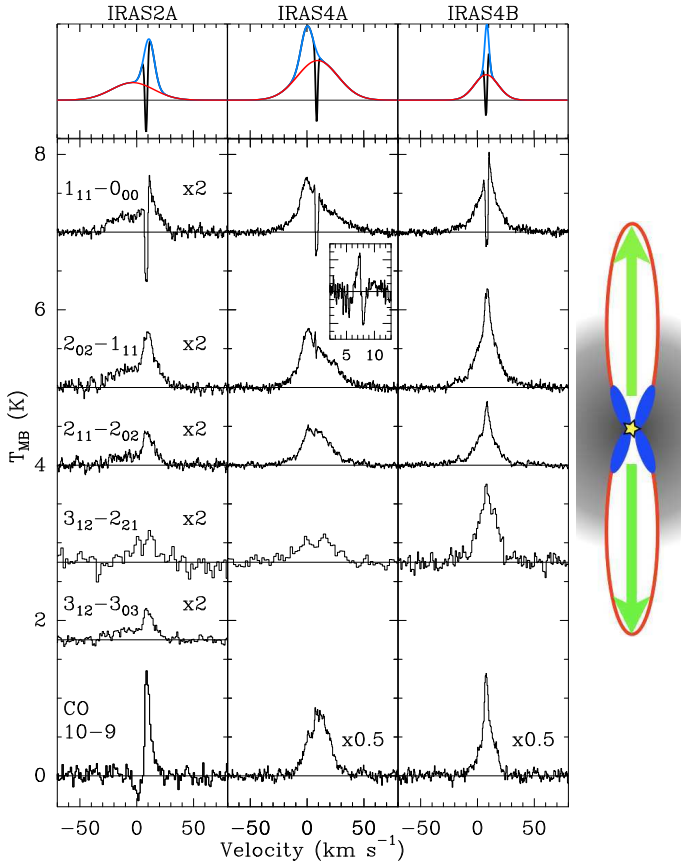 IRAS2A IRAS4A IRAS4B
8
1₁₁−0₀₀ x2
5 10
6
2₀₂−1₁₁ x2
T_MB (K)
2₁₁−2₀₂ x2
4
3₁₂−2₂₁ x2
3₁₂−3₀₃ x2
2
CO
10−9
x0.5 x0.5
0
−50 0 50 −50 0 50 −50 0 50
Velocity (km s⁻¹)